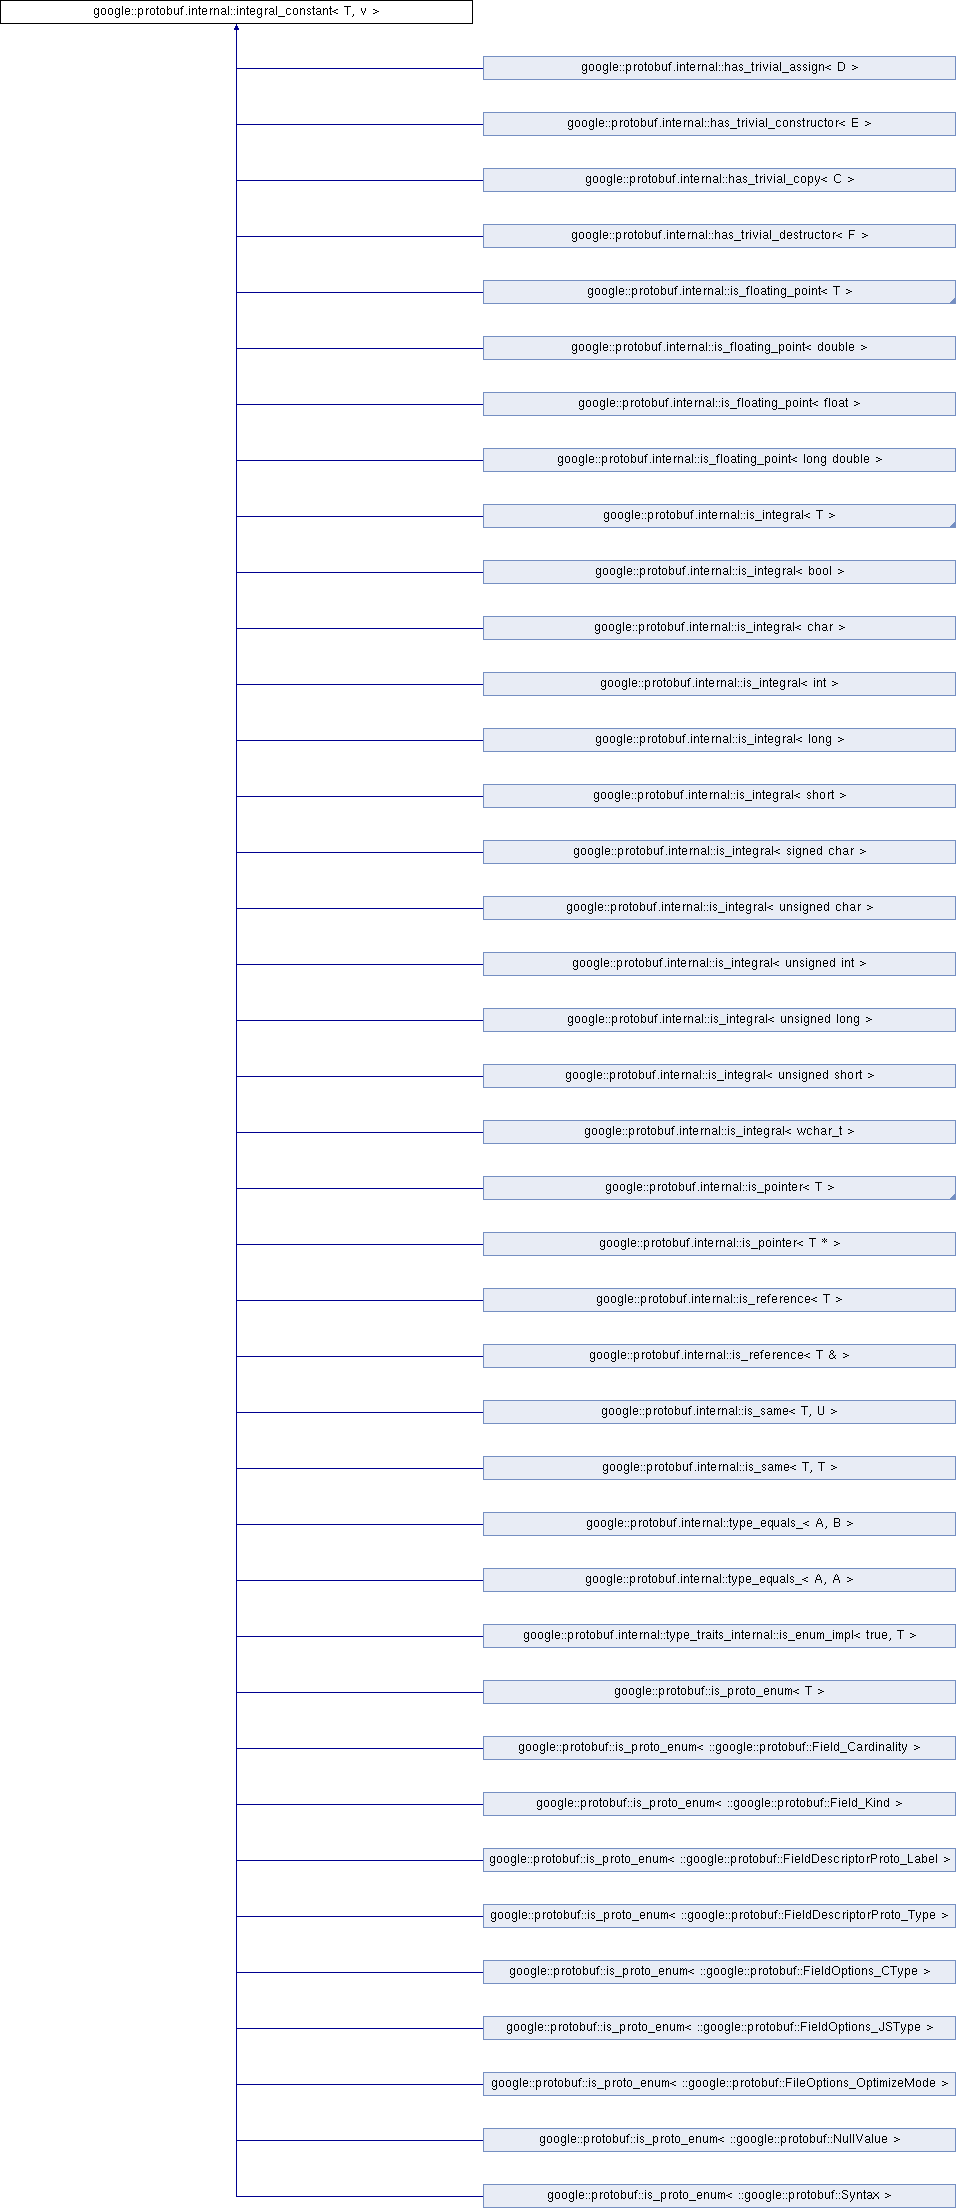 google::protobuf.internal::integral_constant< T, v >
google::protobuf.internal::has_trivial_assign< D >
google::protobuf.internal::has_trivial_constructor< E >
google::protobuf.internal::has_trivial_copy< C >
google::protobuf.internal::has_trivial_destructor< F >
google::protobuf.internal::is_floating_point< T >
google::protobuf.internal::is_floating_point< double >
google::protobuf.internal::is_floating_point< float >
google::protobuf.internal::is_floating_point< long double >
google::protobuf.internal::is_integral< T >
google::protobuf.internal::is_integral< bool >
google::protobuf.internal::is_integral< char >
google::protobuf.internal::is_integral< int >
google::protobuf.internal::is_integral< long >
google::protobuf.internal::is_integral< short >
google::protobuf.internal::is_integral< signed char >
google::protobuf.internal::is_integral< unsigned char >
google::protobuf.internal::is_integral< unsigned int >
google::protobuf.internal::is_integral< unsigned long >
google::protobuf.internal::is_integral< unsigned short >
google::protobuf.internal::is_integral< wchar_t >
google::protobuf.internal::is_pointer< T >
google::protobuf.internal::is_pointer< T * >
google::protobuf.internal::is_reference< T >
google::protobuf.internal::is_reference< T & >
google::protobuf.internal::is_same< T, U >
google::protobuf.internal::is_same< T, T >
google::protobuf.internal::type_equals_< A, B >
google::protobuf.internal::type_equals_< A, A >
google::protobuf.internal::type_traits_internal::is_enum_impl< true, T >
google::protobuf::is_proto_enum< T >
google::protobuf::is_proto_enum< ::google::protobuf::Field_Cardinality >
google::protobuf::is_proto_enum< ::google::protobuf::Field_Kind >
google::protobuf::is_proto_enum< ::google::protobuf::FieldDescriptorProto_Label >
google::protobuf::is_proto_enum< ::google::protobuf::FieldDescriptorProto_Type >
google::protobuf::is_proto_enum< ::google::protobuf::FieldOptions_CType >
google::protobuf::is_proto_enum< ::google::protobuf::FieldOptions_JSType >
google::protobuf::is_proto_enum< ::google::protobuf::FileOptions_OptimizeMode >
google::protobuf::is_proto_enum< ::google::protobuf::NullValue >
google::protobuf::is_proto_enum< ::google::protobuf::Syntax >